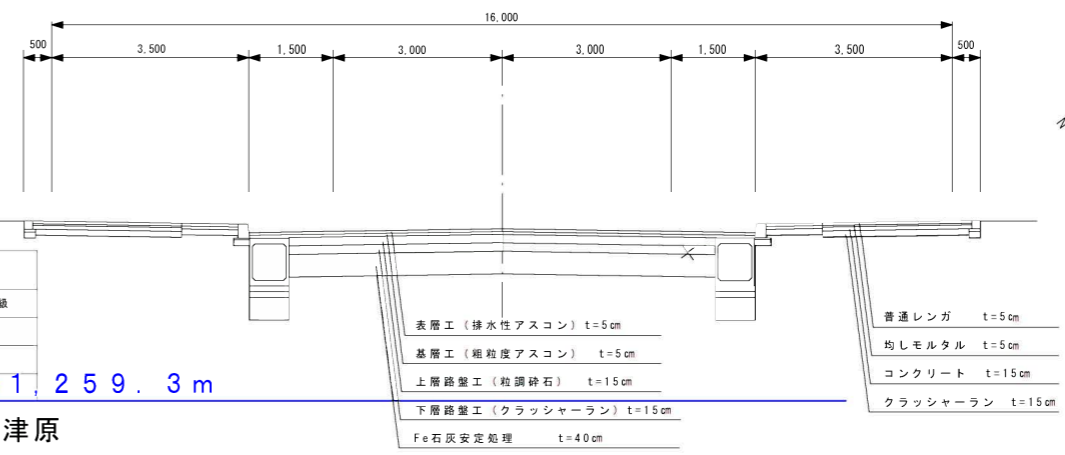 16,000
500 3,500 1,500 3,000 3,000 1,500 3,500 500
N
級
表層工（排水性アスコン） t=5㎝
基層工（粗粒度アスコン） t=5㎝
上層路盤工（粒調砕石） t=15㎝
下層路盤工（クラッシャーラン） t=15㎝
Fe石灰安定処理 t=40㎝
普通レンガ t=5㎝
均しモルタル t=5㎝
コンクリート t=15㎝
クラッシャーラン t=15㎝
1,259.3m
津原